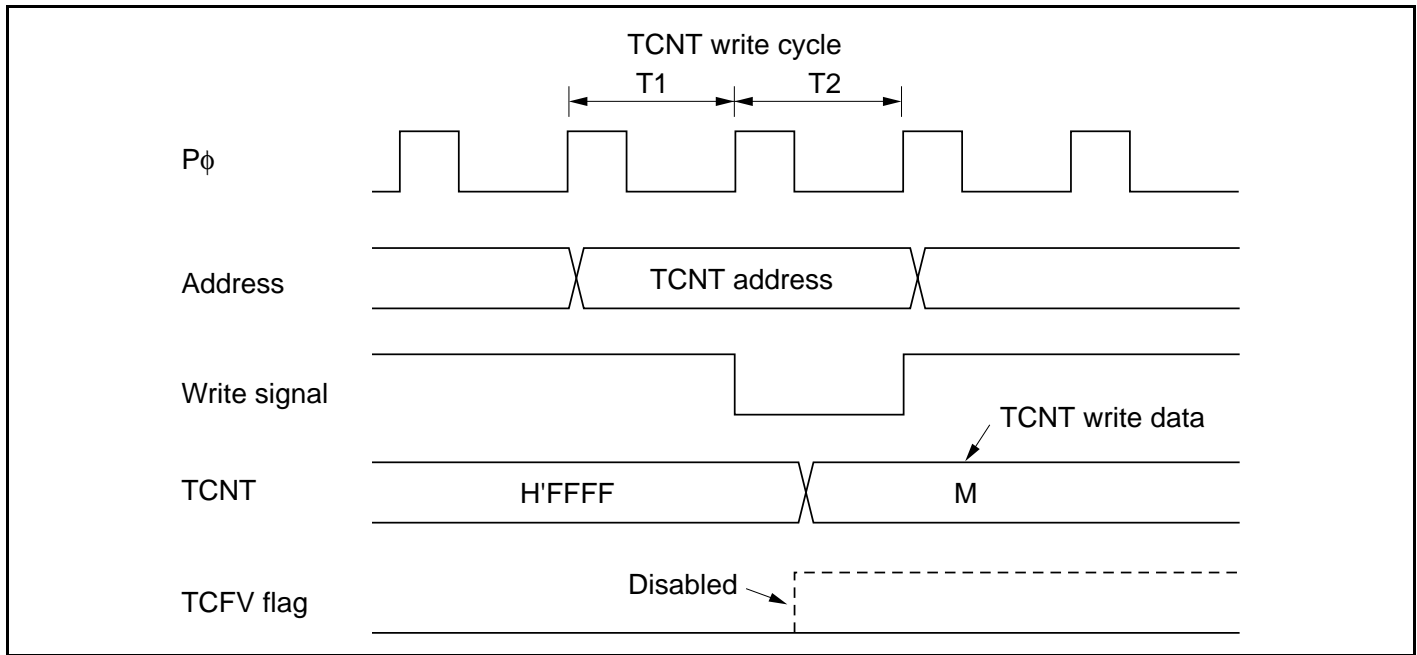 TCNT write cycle
T1 T2
Pϕ
Address TCNT address
Write signal
TCNT write data
TCNT H'FFFF M
Disabled
TCFV flag